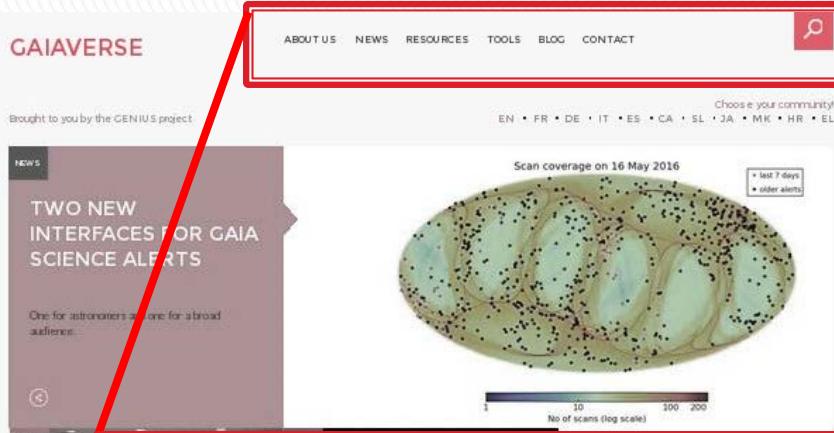 GAIAVERSE
ABOUT US NEWS RESOURCES TOOLS BLOG CONTACT
Brought to you by the GENIUS project
Choose your community!
EN • FR • DE • IT • ES • CA • SL • JA • MK • HR • EL
NEWS
TWO NEW
INTERFACES FOR GAIA
SCIENCE ALERTS
One for astronomers and one for a broad
audience.
Scan coverage on 16 May 2016
• last 7 days
• older alerts
1 10 100 200
No of scans (log scale)